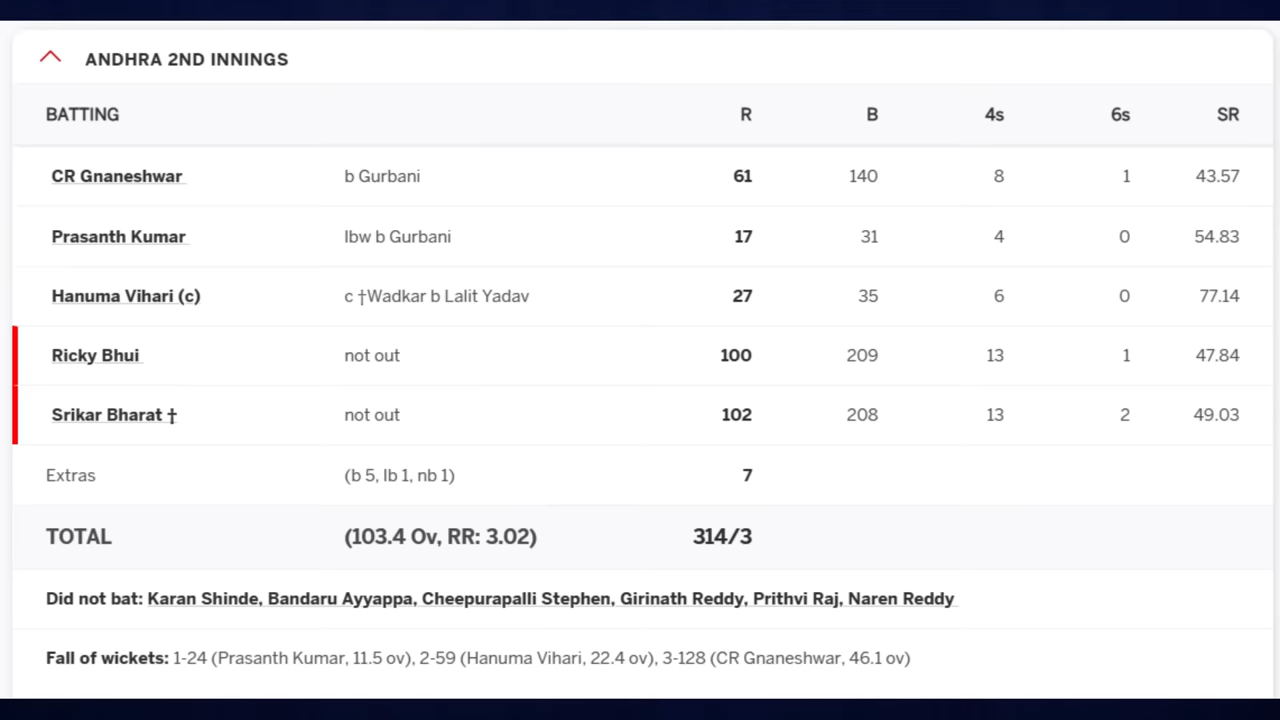 ANDHRA 2ND INNINGS
BATTING R B 4s 6s SR
CR Gnaneshwar b Gurbani 61 140 8 1 43.57
Prasanth Kumar lbw b Gurbani 17 31 4 0 54.83
Hanuma Vihari (c) c †Wadkar b Lalit Yadav 27 35 6 0 77.14
Ricky Bhui not out 100 209 13 1 47.84
Srikar Bharat † not out 102 208 13 2 49.03
Extras (b 5, lb 1, nb 1) 7
TOTAL (103.4 Ov, RR: 3.02) 314/3
Did not bat: Karan Shinde, Bandaru Ayyappa, Cheepurapalli Stephen, Girinath Reddy, Prithvi Raj, Naren Reddy
Fall of wickets: 1-24 (Prasanth Kumar, 11.5 ov), 2-59 (Hanuma Vihari, 22.4 ov), 3-128 (CR Gnaneshwar, 46.1 ov)